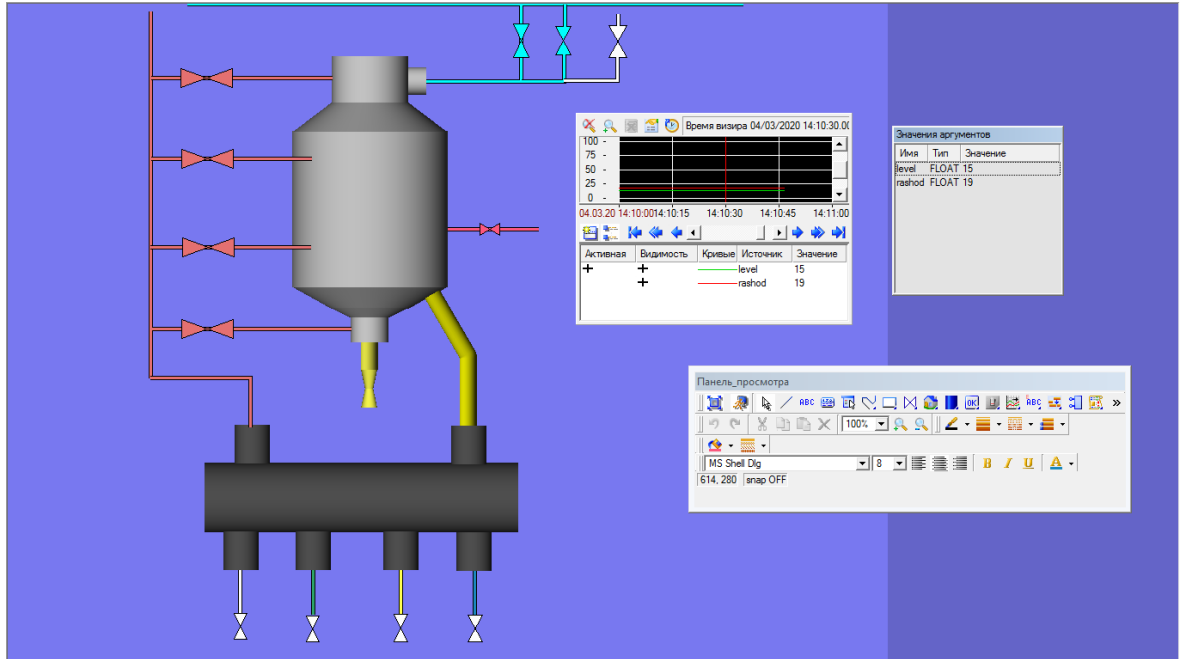 Время визира 04/03/2020 14:10:30.00
100
75
50
25
0
04.03.20 14:10:00 14:10:15 14:10:30 14:10:45 14:11:00
Активная Видимость Кривые Источник Значение
level 15
rashod 19
Значения аргументов
Имя Тип Значение
level FLOAT 15
rashod FLOAT 19
Панель_просмотра
ABC OK ABC »
100%
MS Shell Dlg 8 B I U A
614, 280 snap OFF